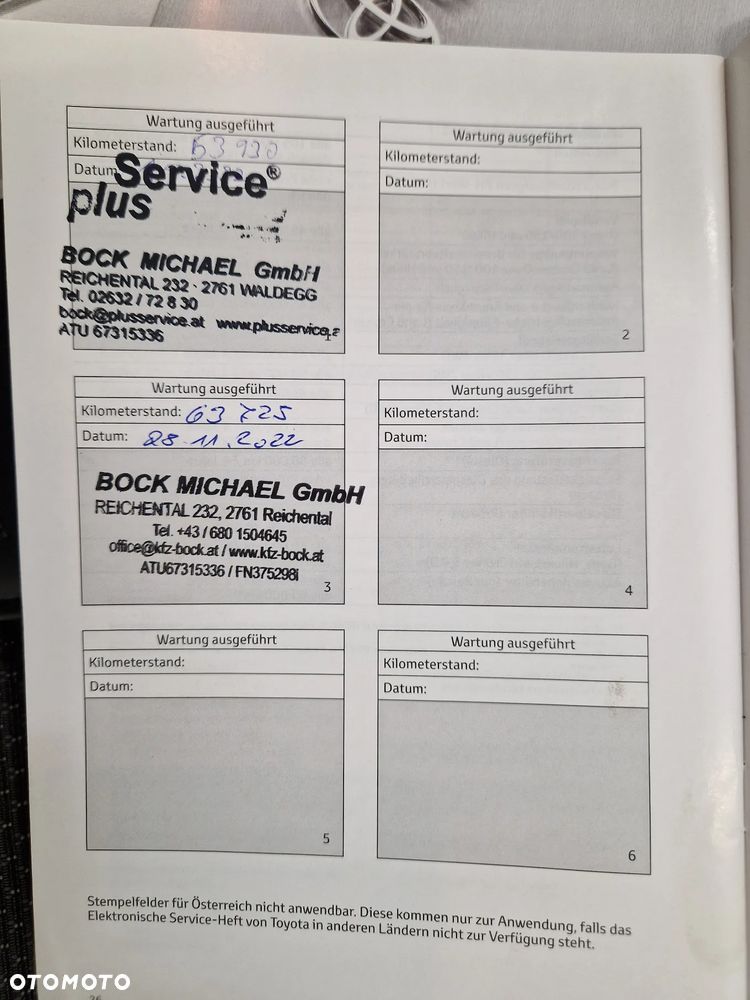 Wartung ausgeführt
Kilometerstand: 53 930
Datum:
Service®
plus
BOCK MICHAEL GmbH
REICHENTAL 232 · 2761 WALDEGG
Tel. 02632 / 72 8 30
bock@plusservice.at www.plusservice.a
ATU 67315336
1
Wartung ausgeführt
Kilometerstand:
Datum:
2
Wartung ausgeführt
Kilometerstand: 63 725
Datum: 28.11.2022
BOCK MICHAEL GmbH
REICHENTAL 232, 2761 Reichental
Tel. +43 / 680 1504645
office@kfz-bock.at / www.kfz-bock.at
ATU67315336 / FN375298i
3
Wartung ausgeführt
Kilometerstand:
Datum:
4
Wartung ausgeführt
Kilometerstand:
Datum:
5
Wartung ausgeführt
Kilometerstand:
Datum:
6
Stempelfelder für Österreich nicht anwendbar. Diese kommen nur zur Anwendung, falls das
Elektronische Service-Heft von Toyota in anderen Ländern nicht zur Verfügung steht.
OTOMOTO